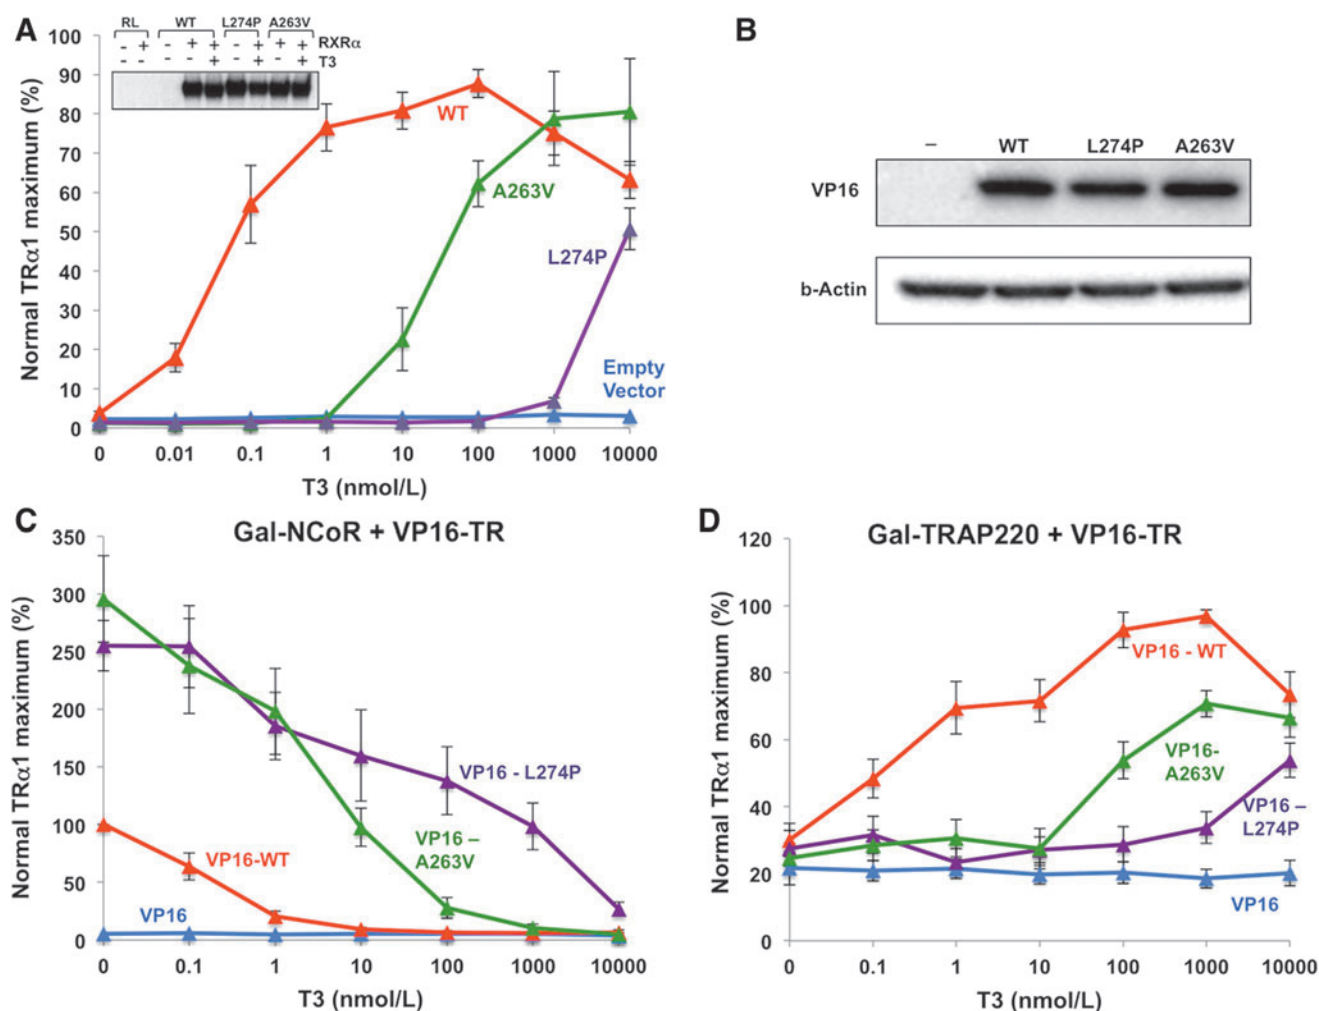 A
RL WT L274P A263V
- + - + + - + + + RXRα
- - - - + - + - + T3
Normal TRα1 maximum (%)
100
90
80
70
60
50
40
30
20
10
0
WT
A263V
L274P
Empty
Vector
0 0.01 0.1 1 10 100 1000 10000
T3 (nmol/L)
B
– WT L274P A263V
VP16
b-Actin
C
Gal-NCoR + VP16-TR
Normal TRα1 maximum (%)
350
300
250
200
150
100
50
0
VP16 - L274P
VP16 –
A263V
VP16-WT
VP16
0 0.1 1 10 100 1000 10000
T3 (nmol/L)
D
Gal-TRAP220 + VP16-TR
Normal TRα1 maximum (%)
120
100
80
60
40
20
0
VP16 - WT
VP16-
A263V
VP16 –
L274P
VP16
0 0.1 1 10 100 1000 10000
T3 (nmol/L)